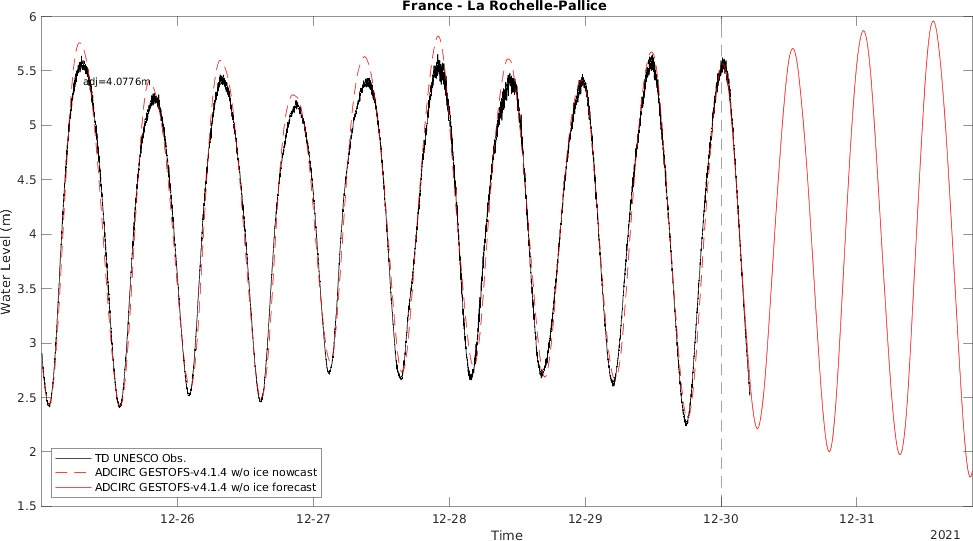 France - La Rochelle-Pallice
6
5.5
5
4.5
4
3.5
3
2.5
2
1.5
Water Level (m)
adj=4.0776m
TD UNESCO Obs.
ADCIRC GESTOFS-v4.1.4 w/o ice nowcast
ADCIRC GESTOFS-v4.1.4 w/o ice forecast
12-26
12-27
12-28
12-29
12-30
12-31
Time
2021